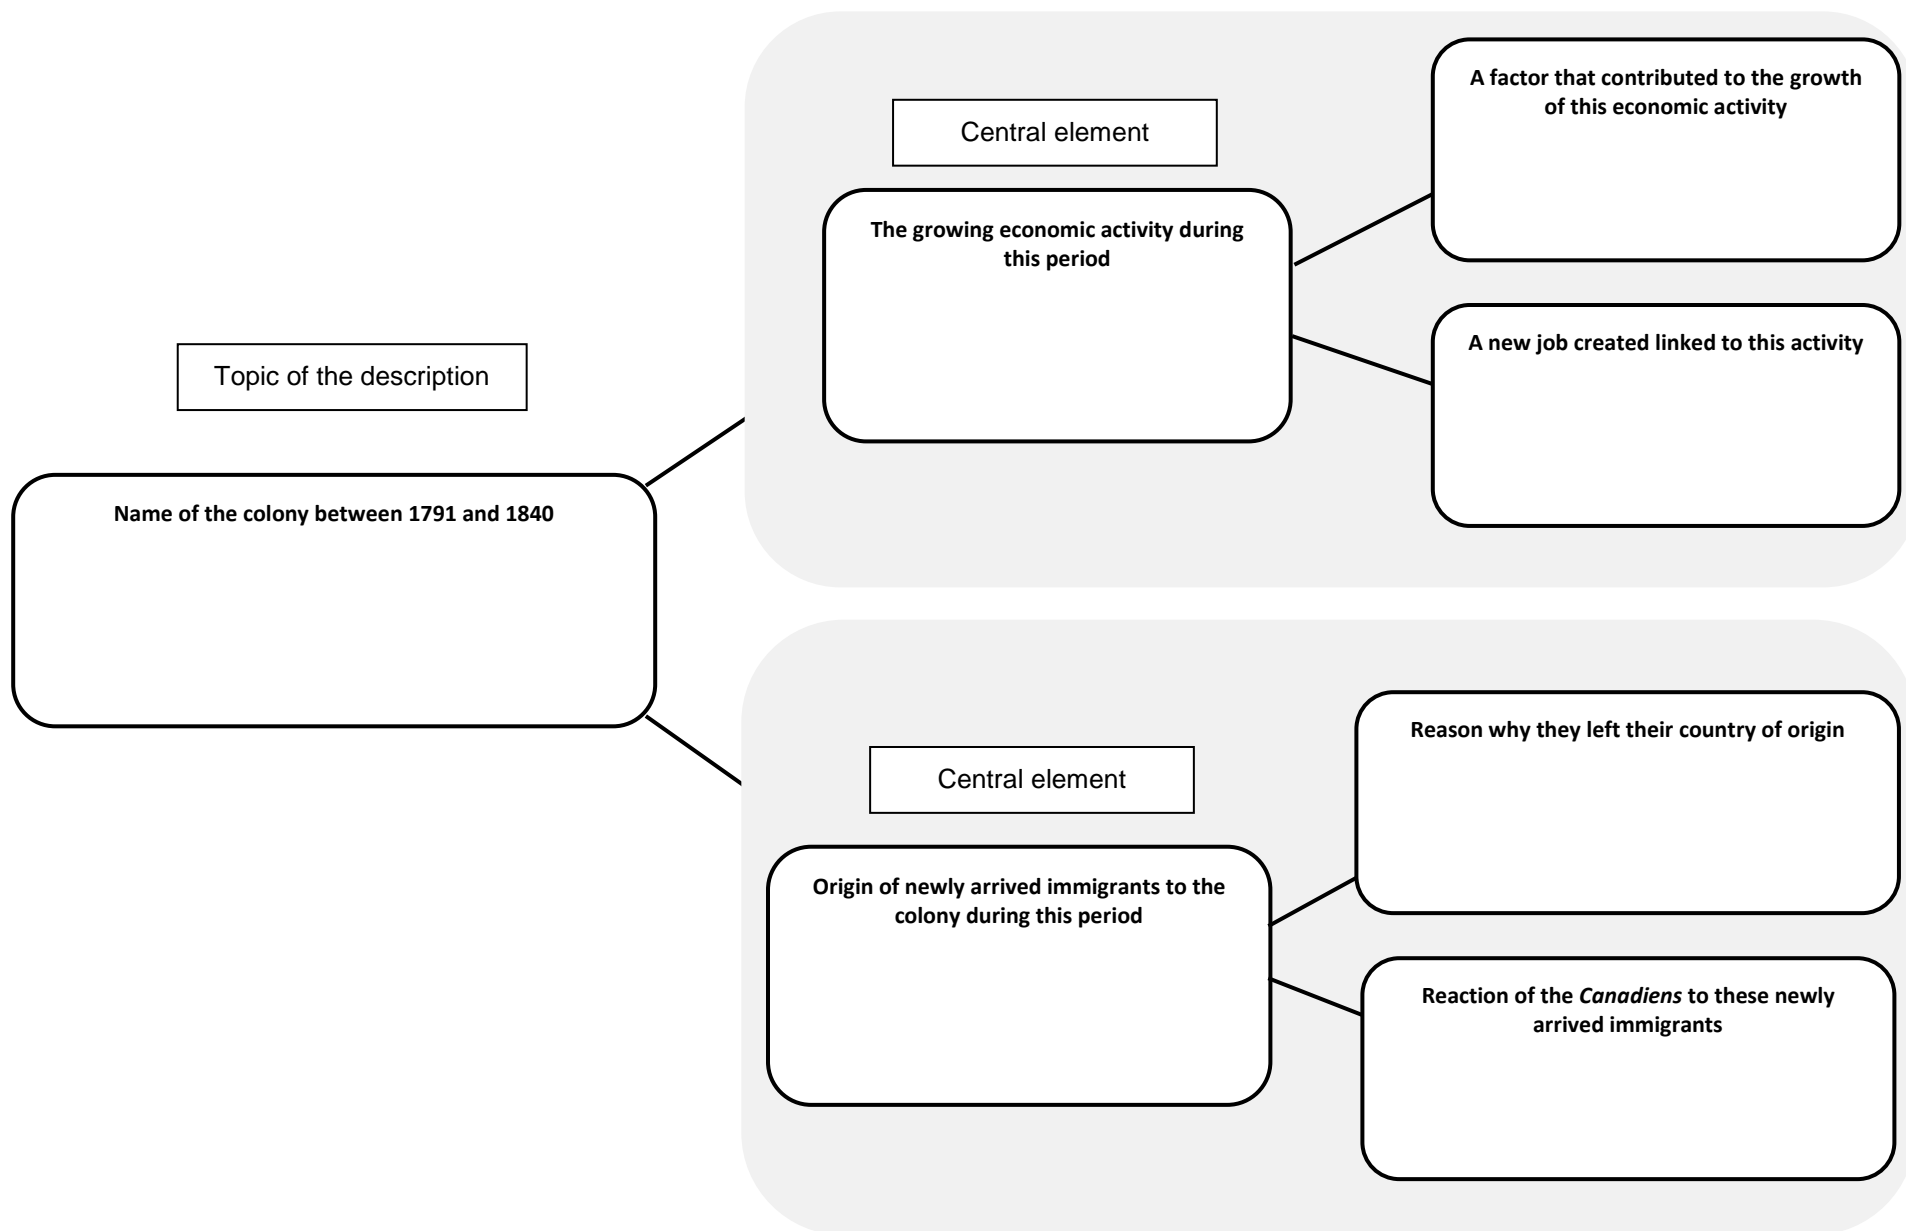 Topic of the description
Name of the colony between 1791 and 1840
Central element
The growing economic activity during
this period
A factor that contributed to the growth
of this economic activity
A new job created linked to this activity
Central element
Origin of newly arrived immigrants to the
colony during this period
Reason why they left their country of origin
Reaction of the Canadiens to these newly
arrived immigrants